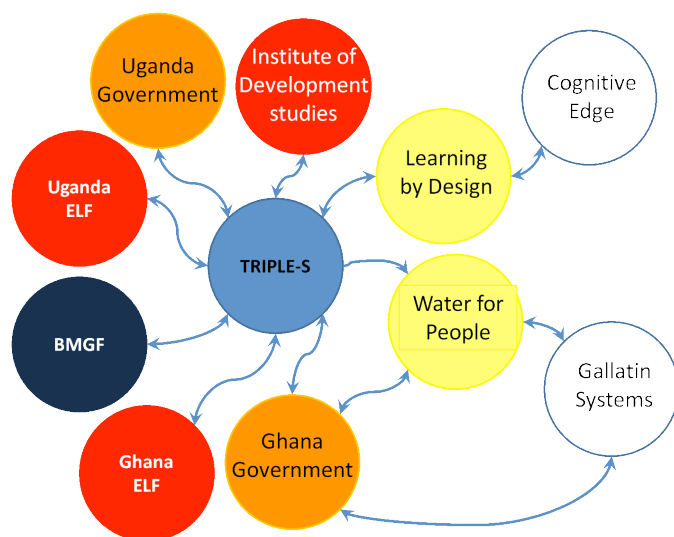 Uganda
Government
Institute of
Development
studies
Cognitive
Edge
Learning
by Design
Uganda
ELF
TRIPLE-S
Water for
People
BMGF
Gallatin
Systems
Ghana
ELF
Ghana
Government